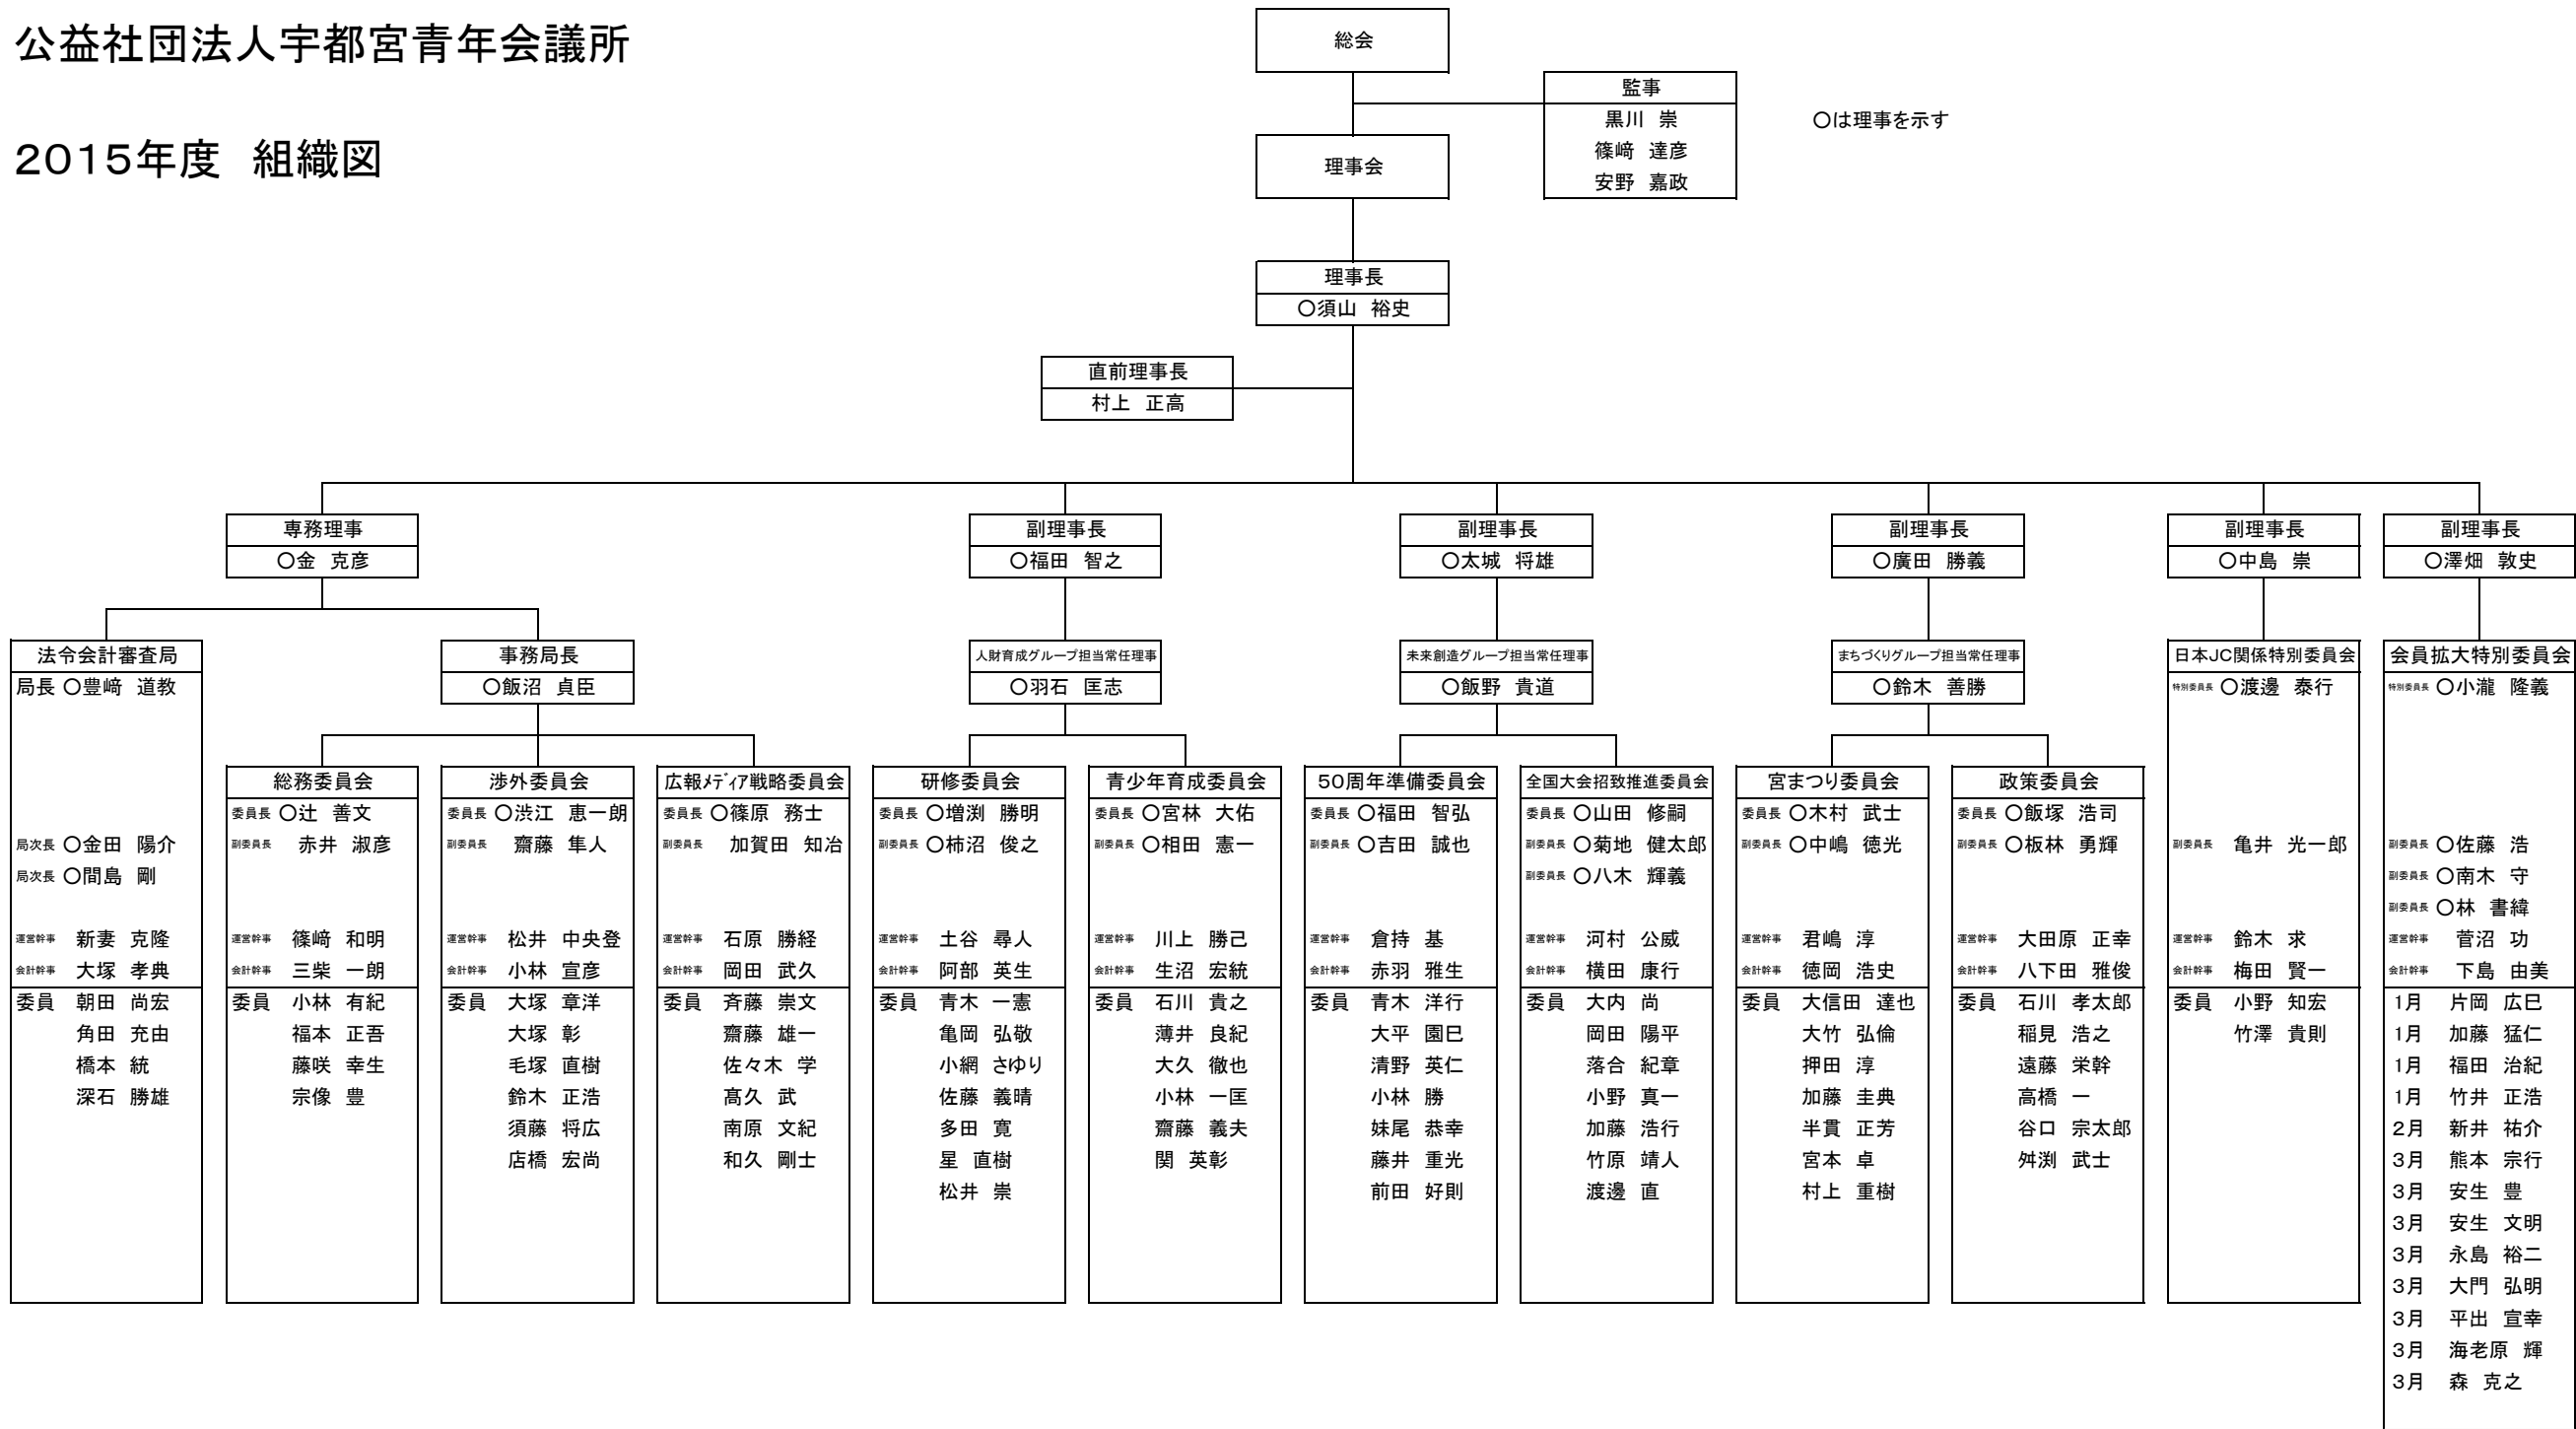 公益社団法人宇都宮青年会議所
2015年度 組織図
総会
監事
黒川 崇
篠﨑 達彦
安野 嘉政
〇は理事を示す
理事会
理事長
〇須山 裕史
直前理事長
村上 正高
専務理事
〇金 克彦
副理事長
〇福田 智之
副理事長
〇太城 将雄
副理事長
〇廣田 勝義
副理事長
〇中島 崇
副理事長
〇澤畑 敦史
法令会計審査局
局長 〇豊﨑 道教
局次長 〇金田 陽介
局次長 〇間島 剛
運営幹事 新妻 克隆
会計幹事 大塚 孝典
委員 朝田 尚宏
角田 充由
橋本 統
深石 勝雄
事務局長
〇飯沼 貞臣
総務委員会
委員長 〇辻 善文
副委員長 赤井 淑彦
運営幹事 篠﨑 和明
会計幹事 三柴 一朗
委員 小林 有紀
福本 正吾
藤咲 幸生
宗像 豊
渉外委員会
委員長 〇渋江 恵一朗
副委員長 齋藤 隼人
運営幹事 松井 中央登
会計幹事 小林 宣彦
委員 大塚 章洋
大塚 彰
毛塚 直樹
鈴木 正浩
須藤 将広
店橋 宏尚
広報ﾒﾃﾞｨｱ戦略委員会
委員長 〇篠原 務士
副委員長 加賀田 知冶
運営幹事 石原 勝経
会計幹事 岡田 武久
委員 斉藤 崇文
齋藤 雄一
佐々木 学
髙久 武
南原 文紀
和久 剛士
人財育成グループ担当常任理事
〇羽石 匡志
研修委員会
委員長 〇増渕 勝明
副委員長 〇柿沼 俊之
運営幹事 土谷 尋人
会計幹事 阿部 英生
委員 青木 一憲
亀岡 弘敬
小網 さゆり
佐藤 義晴
多田 寛
星 直樹
松井 崇
青少年育成委員会
委員長 〇宮林 大佑
副委員長 〇相田 憲一
運営幹事 川上 勝己
会計幹事 生沼 宏統
委員 石川 貴之
薄井 良紀
大久 徹也
小林 一匡
齋藤 義夫
関 英彰
未来創造グループ担当常任理事
〇飯野 貴道
50周年準備委員会
委員長 〇福田 智弘
副委員長 〇吉田 誠也
運営幹事 倉持 基
会計幹事 赤羽 雅生
委員 青木 洋行
大平 園巳
清野 英仁
小林 勝
妹尾 恭幸
藤井 重光
前田 好則
全国大会招致推進委員会
委員長 〇山田 修嗣
副委員長 〇菊地 健太郎
副委員長 〇八木 輝義
運営幹事 河村 公威
会計幹事 横田 康行
委員 大内 尚
岡田 陽平
落合 紀章
小野 真一
加藤 浩行
竹原 靖人
渡邊 直
まちづくりグループ担当常任理事
〇鈴木 善勝
宮まつり委員会
委員長 〇木村 武士
副委員長 〇中嶋 徳光
運営幹事 君嶋 淳
会計幹事 徳岡 浩史
委員 大信田 達也
大竹 弘倫
押田 淳
加藤 圭典
半貫 正芳
宮本 卓
村上 重樹
政策委員会
委員長 〇飯塚 浩司
副委員長 〇板林 勇輝
運営幹事 大田原 正幸
会計幹事 八下田 雅俊
委員 石川 孝太郎
稲見 浩之
遠藤 栄幹
高橋 一
谷口 宗太郎
舛渕 武士
日本JC関係特別委員会
特別委員長 〇渡邊 泰行
副委員長 亀井 光一郎
運営幹事 鈴木 求
会計幹事 梅田 賢一
委員 小野 知宏
竹澤 貴則
会員拡大特別委員会
特別委員長 〇小瀧 隆義
副委員長 〇佐藤 浩
副委員長 〇南木 守
副委員長 〇林 書緯
運営幹事 菅沼 功
会計幹事 下島 由美
1月 片岡 広巳
1月 加藤 猛仁
1月 福田 治紀
1月 竹井 正浩
2月 新井 祐介
3月 熊本 宗行
3月 安生 豊
3月 安生 文明
3月 永島 裕二
3月 大門 弘明
3月 平出 宣幸
3月 海老原 輝
3月 森 克之